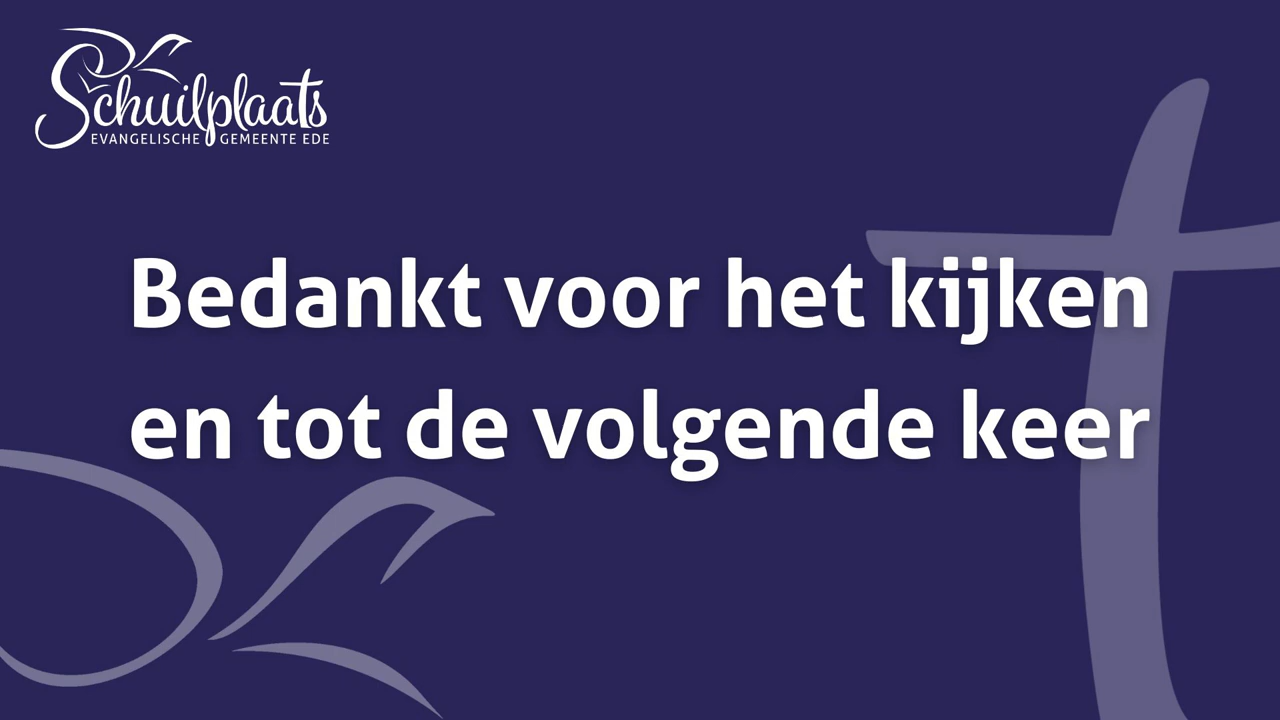 Schuilplaats
EVANGELISCHE GEMEENTE EDE
Bedankt voor het kijken
en tot de volgende keer